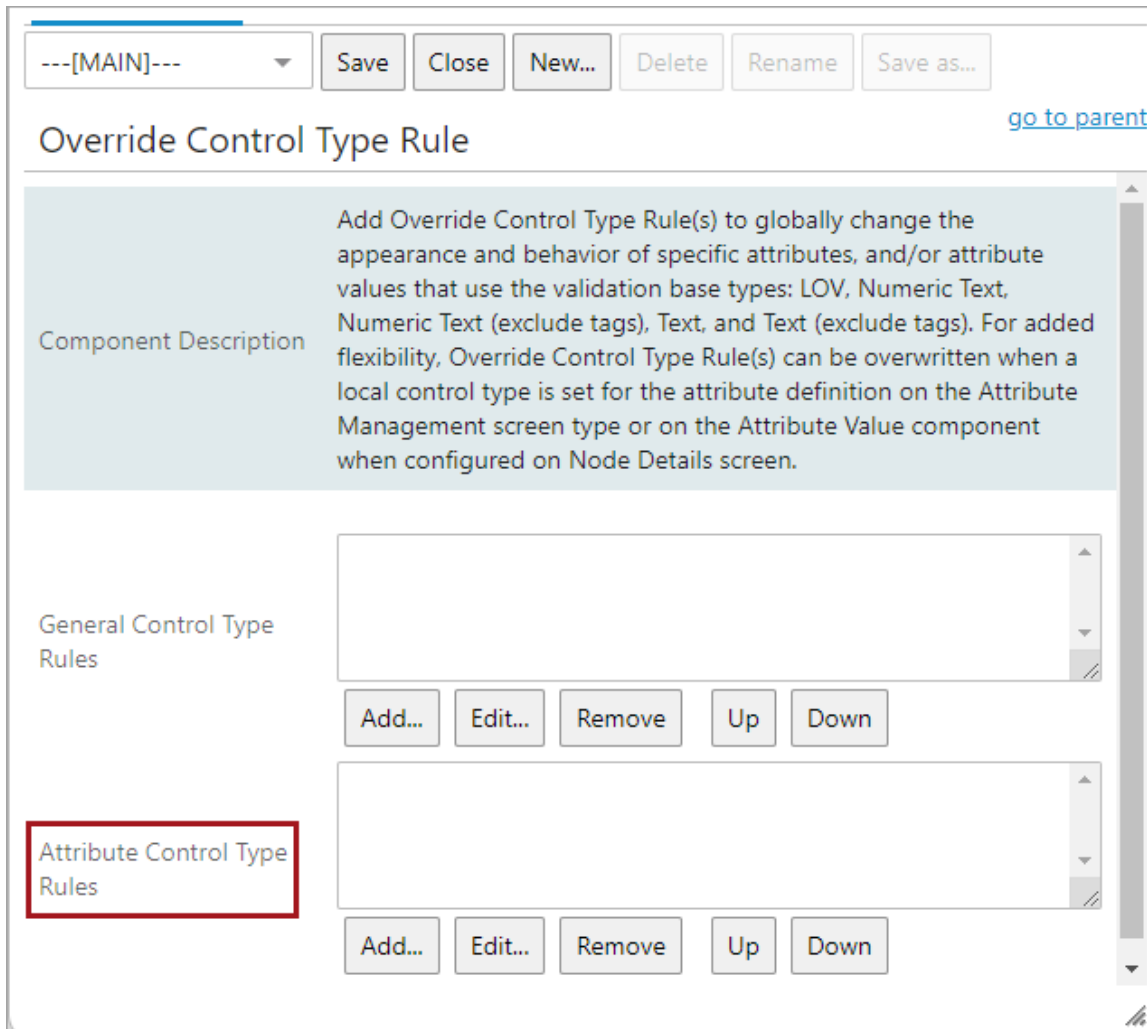 ---[MAIN]---
Save
Close
New...
Delete
Rename
Save as...
go to parent
Override Control Type Rule
Component Description
Add Override Control Type Rule(s) to globally change the
appearance and behavior of specific attributes, and/or attribute
values that use the validation base types: LOV, Numeric Text,
Numeric Text (exclude tags), Text, and Text (exclude tags). For added
flexibility, Override Control Type Rule(s) can be overwritten when a
local control type is set for the attribute definition on the Attribute
Management screen type or on the Attribute Value component
when configured on Node Details screen.
General Control Type
Rules
Add...
Edit...
Remove
Up
Down
Attribute Control Type
Rules
Add...
Edit...
Remove
Up
Down